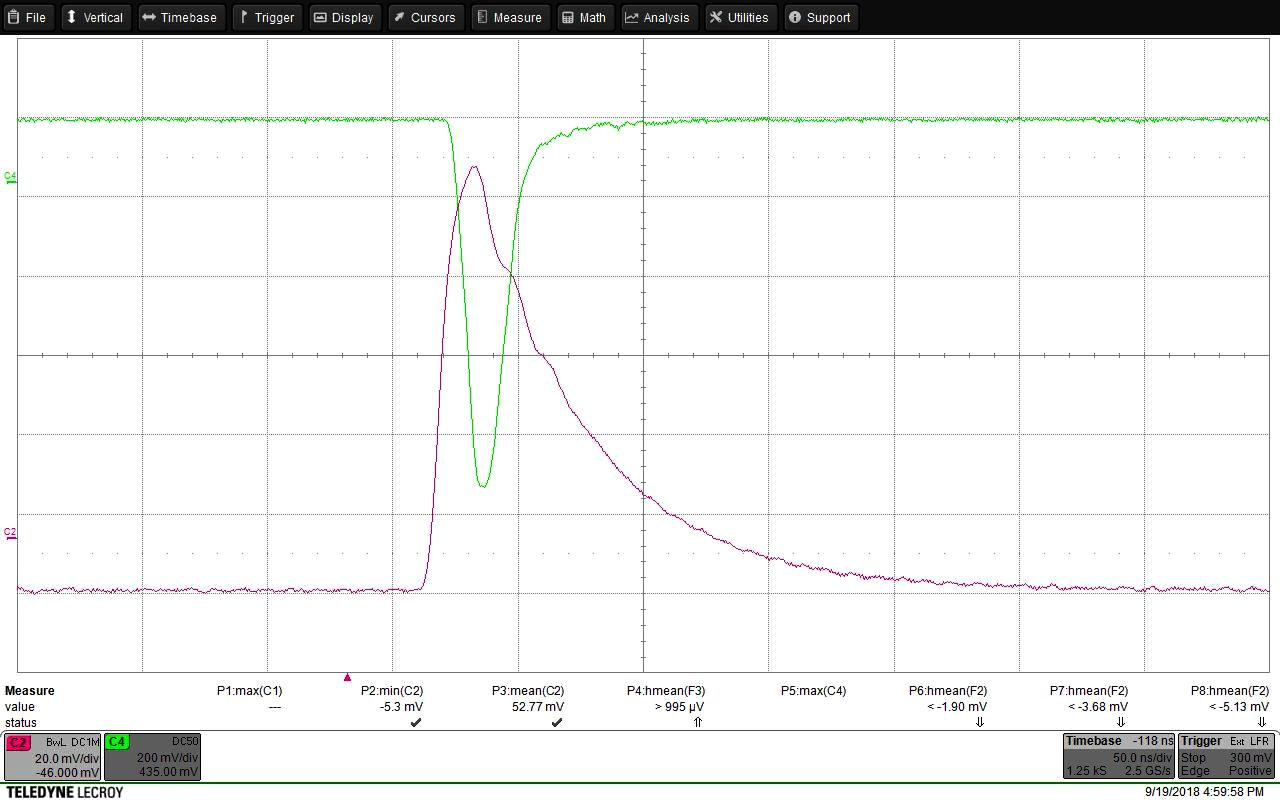 File Vertical Timebase Trigger Display Cursors Measure Math Analysis Utilities Support
C4
C2
Measure P1:max(C1) P2:min(C2) P3:mean(C2) P4:hmean(F3) P5:max(C4) P6:hmean(F2) P7:hmean(F2) P8:hmean(F2)
value --- -5.3 mV 52.77 mV > 995 µV < -1.90 mV < -3.68 mV < -5.13 mV
status
C2 BwL DC1M C4 DC50 Timebase -118 ns Trigger Ext LFR
20.0 mV/div 200 mV/div 50.0 ns/div Stop 300 mV
-46.000 mV 435.00 mV 1.25 kS 2.5 GS/s Edge Positive
TELEDYNE LECROY 9/19/2018 4:59:58 PM